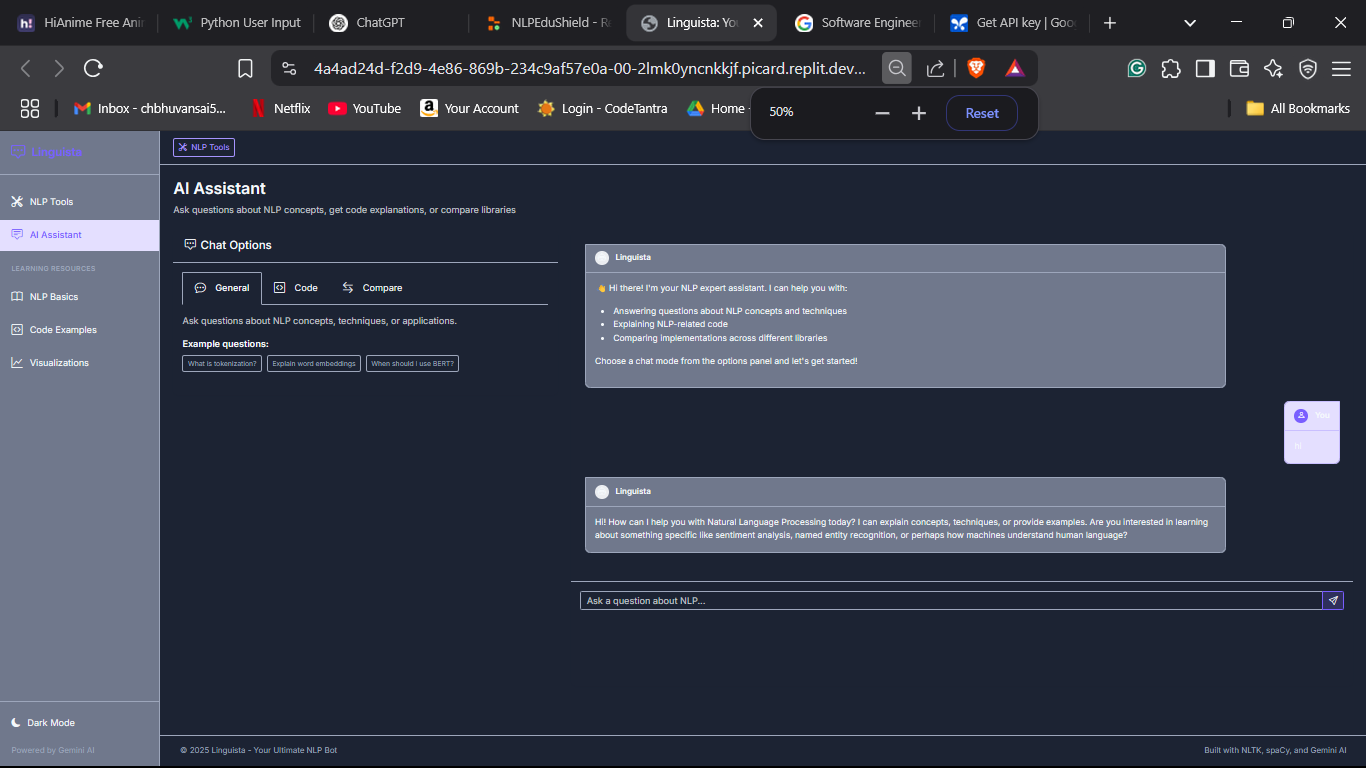 HiAnime Free Ani
Python User Input
ChatGPT
NLPEduShield - R
Linguista: Yo
Software Enginee
Get API key | Goo
4a4ad24d-f2d9-4e86-869b-234c9af57e0a-00-2lmk0yncnkkjf.picard.replit.dev...
Inbox - chbhuvansai5...
Netflix
YouTube
Your Account
Login - CodeTantra
Home -
All Bookmarks
50%
Reset
Linguista
NLP Tools
AI Assistant
LEARNING RESOURCES
NLP Basics
Code Examples
Visualizations
Dark Mode
Powered by Gemini AI
NLP Tools
AI Assistant
Ask questions about NLP concepts, get code explanations, or compare libraries
Chat Options
General
Code
Compare
Ask questions about NLP concepts, techniques, or applications.
Example questions:
What is tokenization?
Explain word embeddings
When should I use BERT?
Linguista
👋 Hi there! I'm your NLP expert assistant. I can help you with:
• Answering questions about NLP concepts and techniques
• Explaining NLP-related code
• Comparing implementations across different libraries
Choose a chat mode from the options panel and let's get started!
You
Hi
Linguista
Hi! How can I help you with Natural Language Processing today? I can explain concepts, techniques, or provide examples. Are you interested in learning
about something specific like sentiment analysis, named entity recognition, or perhaps how machines understand human language?
Ask a question about NLP...
© 2025 Linguista - Your Ultimate NLP Bot
Built with NLTK, spaCy, and Gemini AI